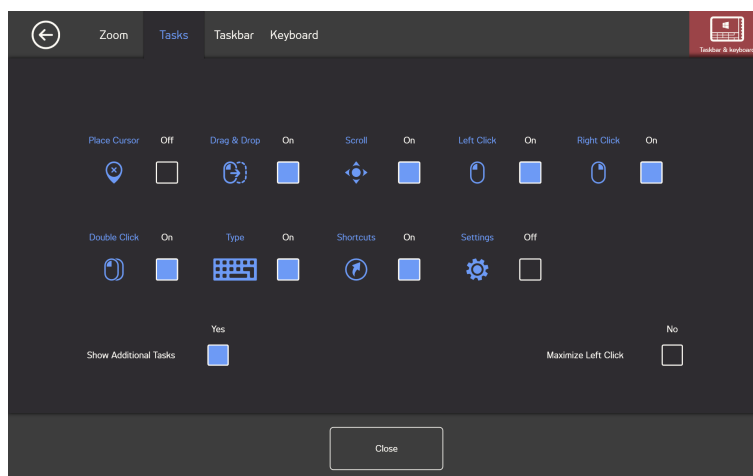 Zoom Tasks Taskbar Keyboard
Taskbar & keyboard
Place Cursor Off Drag & Drop On Scroll On Left Click On Right Click On
Double Click On Type On Shortcuts On Settings Off
Yes No
Show Additional Tasks Maximize Left Click
Close